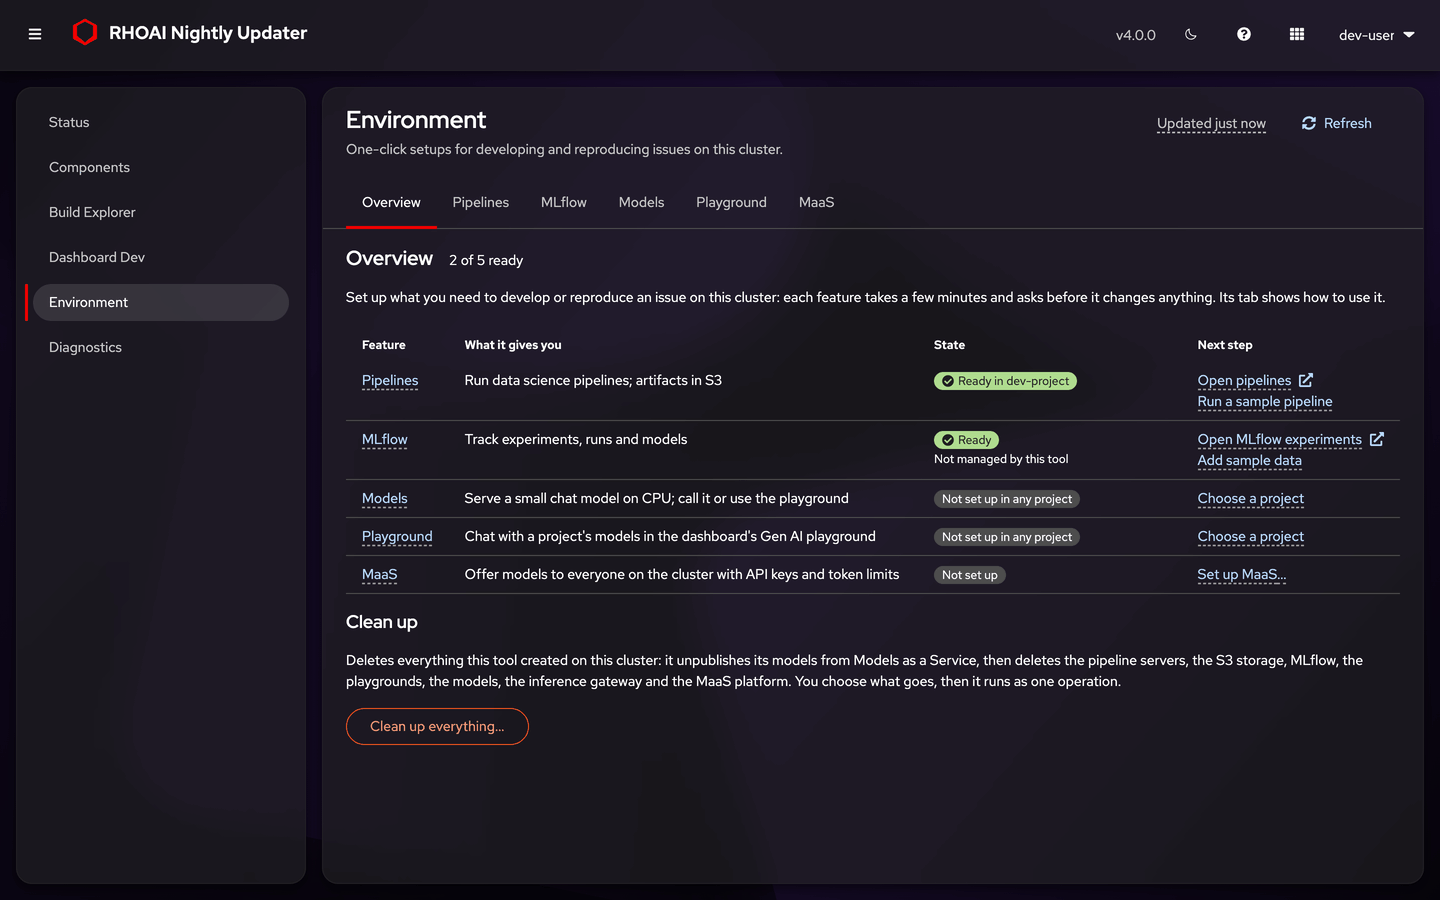 RHOAI Nightly Updater
v4.0.0
dev-user
Status
Components
Build Explorer
Dashboard Dev
Environment
Diagnostics
Environment
Updated just now
Refresh
One-click setups for developing and reproducing issues on this cluster.
Overview Pipelines MLflow Models Playground MaaS
Overview 2 of 5 ready
Set up what you need to develop or reproduce an issue on this cluster: each feature takes a few minutes and asks before it changes anything. Its tab shows how to use it.
Feature What it gives you State Next step
Pipelines Run data science pipelines; artifacts in S3 Ready in dev-project Open pipelines
Run a sample pipeline
MLflow Track experiments, runs and models Ready Open MLflow experiments
Not managed by this tool Add sample data
Models Serve a small chat model on CPU; call it or use the playground Not set up in any project Choose a project
Playground Chat with a project's models in the dashboard's Gen AI playground Not set up in any project Choose a project
MaaS Offer models to everyone on the cluster with API keys and token limits Not set up Set up MaaS...
Clean up
Deletes everything this tool created on this cluster: it unpublishes its models from Models as a Service, then deletes the pipeline servers, the S3 storage, MLflow, the
playgrounds, the models, the inference gateway and the MaaS platform. You choose what goes, then it runs as one operation.
Clean up everything...